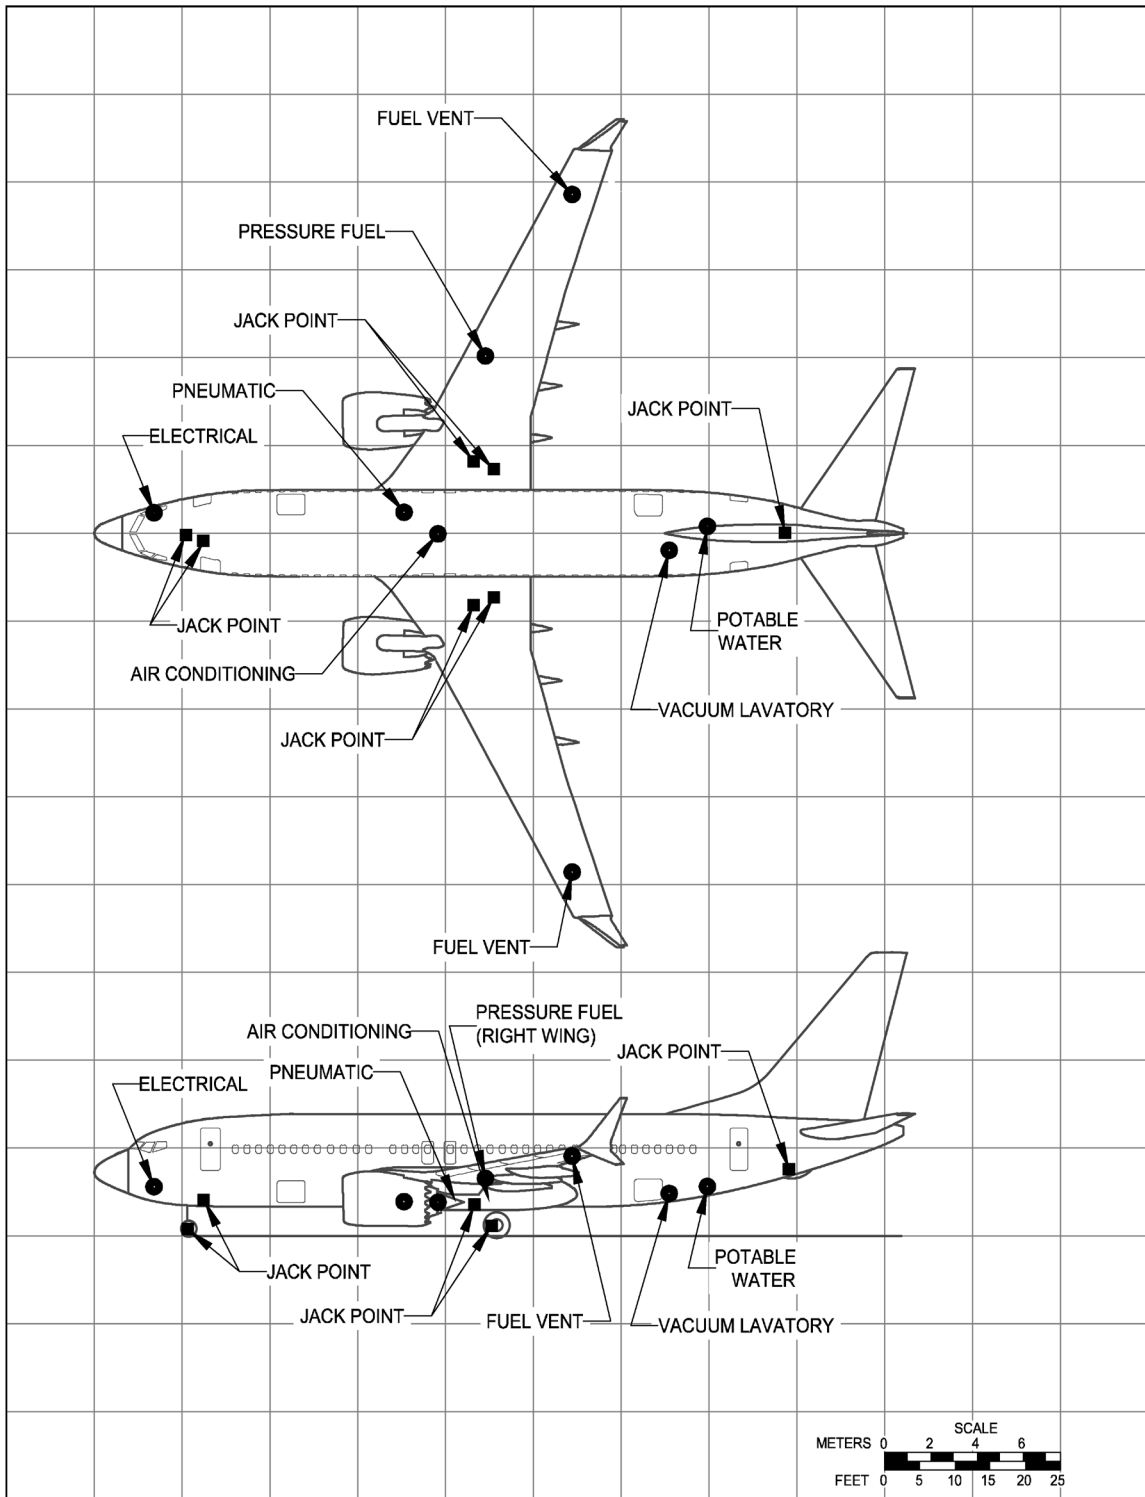 FUEL VENT
PRESSURE FUEL
JACK POINT
PNEUMATIC
JACK POINT
ELECTRICAL
JACK POINT
POTABLE
WATER
AIR CONDITIONING
VACUUM LAVATORY
JACK POINT
FUEL VENT
PRESSURE FUEL
(RIGHT WING)
AIR CONDITIONING
JACK POINT
PNEUMATIC
ELECTRICAL
POTABLE
WATER
JACK POINT
JACK POINT
FUEL VENT
VACUUM LAVATORY
SCALE
METERS 0 2 4 6
FEET 0 5 10 15 20 25